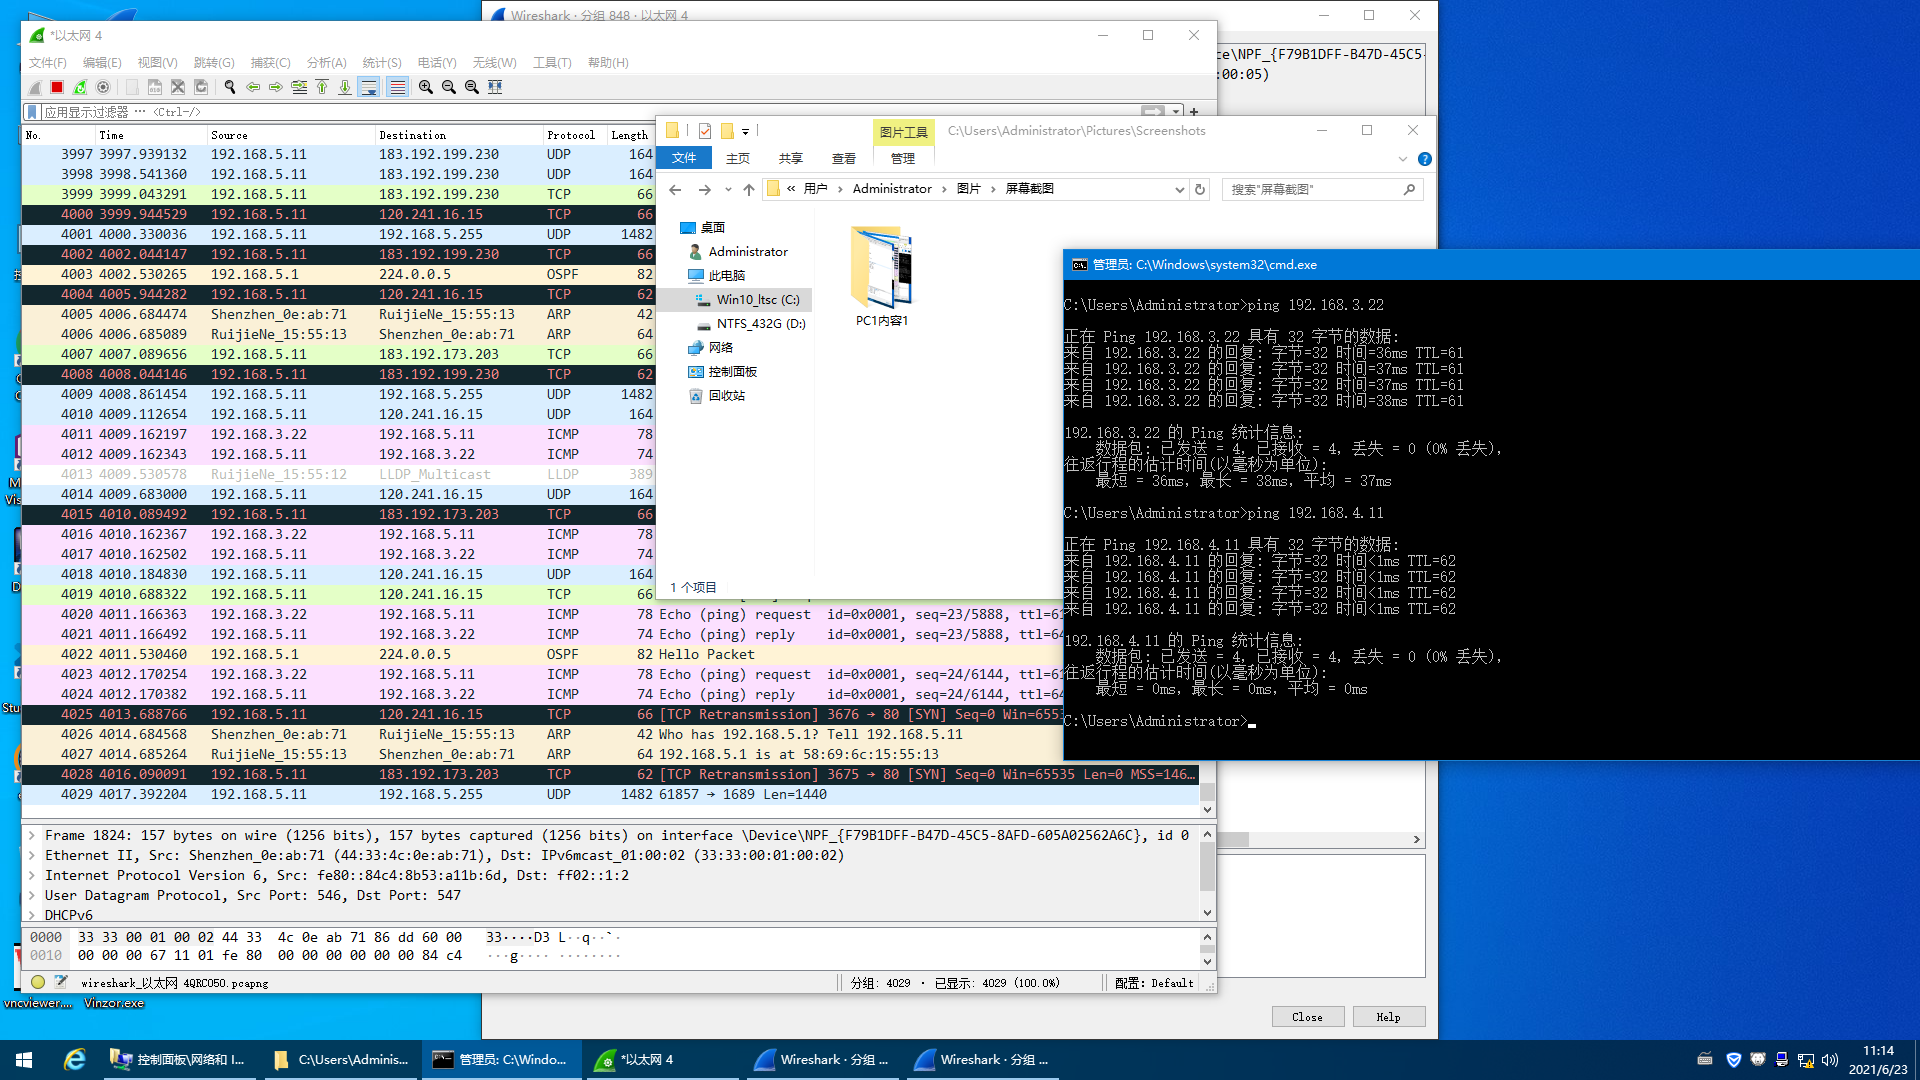 Wireshark · 分组 848 · 以太网 4
*以太网 4
文件(F) 编辑(E) 视图(V) 跳转(G) 捕获(C) 分析(A) 统计(S) 电话(Y) 无线(W) 工具(T) 帮助(H)
应用显示过滤器 … <Ctrl-/>
No. Time Source Destination Protocol Length
3997 3997.939132 192.168.5.11 183.192.199.230 UDP 164
3998 3998.541360 192.168.5.11 183.192.199.230 UDP 164
3999 3999.043291 192.168.5.11 183.192.199.230 TCP 66
4000 3999.944529 192.168.5.11 120.241.16.15 TCP 66
4001 4000.330036 192.168.5.11 192.168.5.255 UDP 1482
4002 4002.044147 192.168.5.11 183.192.199.230 TCP 66
4003 4002.530265 192.168.5.1 224.0.0.5 OSPF 82
4004 4005.944282 192.168.5.11 120.241.16.15 TCP 62
4005 4006.684474 Shenzhen_0e:ab:71 RuijieNe_15:55:13 ARP 42
4006 4006.685089 RuijieNe_15:55:13 Shenzhen_0e:ab:71 ARP 64
4007 4007.089656 192.168.5.11 183.192.173.203 TCP 66
4008 4008.044146 192.168.5.11 183.192.199.230 TCP 62
4009 4008.861454 192.168.5.11 192.168.5.255 UDP 1482
4010 4009.112654 192.168.5.11 120.241.16.15 UDP 164
4011 4009.162197 192.168.3.22 192.168.5.11 ICMP 78
4012 4009.162343 192.168.5.11 192.168.3.22 ICMP 74
4013 4009.530578 RuijieNe_15:55:12 LLDP_Multicast LLDP 389
4014 4009.683000 192.168.5.11 120.241.16.15 UDP 164
4015 4010.089492 192.168.5.11 183.192.173.203 TCP 66
4016 4010.162367 192.168.3.22 192.168.5.11 ICMP 78
4017 4010.162502 192.168.5.11 192.168.3.22 ICMP 74
4018 4010.184830 192.168.5.11 120.241.16.15 UDP 164
4019 4010.688322 192.168.5.11 120.241.16.15 TCP 66
4020 4011.166363 192.168.3.22 192.168.5.11 ICMP 78 Echo (ping) request id=0x0001, seq=23/5888, ttl=61
4021 4011.166492 192.168.5.11 192.168.3.22 ICMP 74 Echo (ping) reply id=0x0001, seq=23/5888, ttl=64
4022 4011.530460 192.168.5.1 224.0.0.5 OSPF 82 Hello Packet
4023 4012.170254 192.168.3.22 192.168.5.11 ICMP 78 Echo (ping) request id=0x0001, seq=24/6144, ttl=61
4024 4012.170382 192.168.5.11 192.168.3.22 ICMP 74 Echo (ping) reply id=0x0001, seq=24/6144, ttl=64
4025 4013.688766 192.168.5.11 120.241.16.15 TCP 66 [TCP Retransmission] 3676 → 80 [SYN] Seq=0 Win=6553
4026 4014.684568 Shenzhen_0e:ab:71 RuijieNe_15:55:13 ARP 42 Who has 192.168.5.1? Tell 192.168.5.11
4027 4014.685264 RuijieNe_15:55:13 Shenzhen_0e:ab:71 ARP 64 192.168.5.1 is at 58:69:6c:15:55:13
4028 4016.090091 192.168.5.11 183.192.173.203 TCP 62 [TCP Retransmission] 3675 → 80 [SYN] Seq=0 Win=65535 Len=0 MSS=146…
4029 4017.392204 192.168.5.11 192.168.5.255 UDP 1482 61857 → 1689 Len=1440
Frame 1824: 157 bytes on wire (1256 bits), 157 bytes captured (1256 bits) on interface \Device\NPF_{F79B1DFF-B47D-45C5-8AFD-605A02562A6C}, id 0
Ethernet II, Src: Shenzhen_0e:ab:71 (44:33:4c:0e:ab:71), Dst: IPv6mcast_01:00:02 (33:33:00:01:00:02)
Internet Protocol Version 6, Src: fe80::84c4:8b53:a11b:6d, Dst: ff02::1:2
User Datagram Protocol, Src Port: 546, Dst Port: 547
DHCPv6
0000 33 33 00 01 00 02 44 33 4c 0e ab 71 86 dd 60 00 33····D3 L··q··`·
0010 00 00 00 67 11 01 fe 80 00 00 00 00 00 00 84 c4 ···g···· ········
wireshark_以太网 4QRC050.pcapng 分组: 4029 · 已显示: 4029 (100.0%) 配置: Default
ce\NPF_{F79B1DFF-B47D-45C5-
:00:05)
Close Help
图片工具 C:\Users\Administrator\Pictures\Screenshots
文件 主页 共享 查看 管理
« 用户 › Administrator › 图片 › 屏幕截图
搜索"屏幕截图"
桌面
Administrator
此电脑
Win10_ltsc (C:)
NTFS_432G (D:)
网络
控制面板
回收站
PC1内容1
1 个项目
管理员: C:\Windows\system32\cmd.exe
C:\Users\Administrator>ping 192.168.3.22
正在 Ping 192.168.3.22 具有 32 字节的数据:
来自 192.168.3.22 的回复: 字节=32 时间=36ms TTL=61
来自 192.168.3.22 的回复: 字节=32 时间=37ms TTL=61
来自 192.168.3.22 的回复: 字节=32 时间=37ms TTL=61
来自 192.168.3.22 的回复: 字节=32 时间=38ms TTL=61
192.168.3.22 的 Ping 统计信息:
数据包: 已发送 = 4，已接收 = 4，丢失 = 0 (0% 丢失)，
往返行程的估计时间(以毫秒为单位):
最短 = 36ms，最长 = 38ms，平均 = 37ms
C:\Users\Administrator>ping 192.168.4.11
正在 Ping 192.168.4.11 具有 32 字节的数据:
来自 192.168.4.11 的回复: 字节=32 时间<1ms TTL=62
来自 192.168.4.11 的回复: 字节=32 时间<1ms TTL=62
来自 192.168.4.11 的回复: 字节=32 时间<1ms TTL=62
来自 192.168.4.11 的回复: 字节=32 时间<1ms TTL=62
192.168.4.11 的 Ping 统计信息:
数据包: 已发送 = 4，已接收 = 4，丢失 = 0 (0% 丢失)，
往返行程的估计时间(以毫秒为单位):
最短 = 0ms，最长 = 0ms，平均 = 0ms
C:\Users\Administrator>
vncviewer.... Vinzor.exe
控制面板\网络和 I... C:\Users\Adminis... 管理员: C:\Windo... *以太网 4 Wireshark · 分组 ... Wireshark · 分组 ...
11:14
2021/6/23